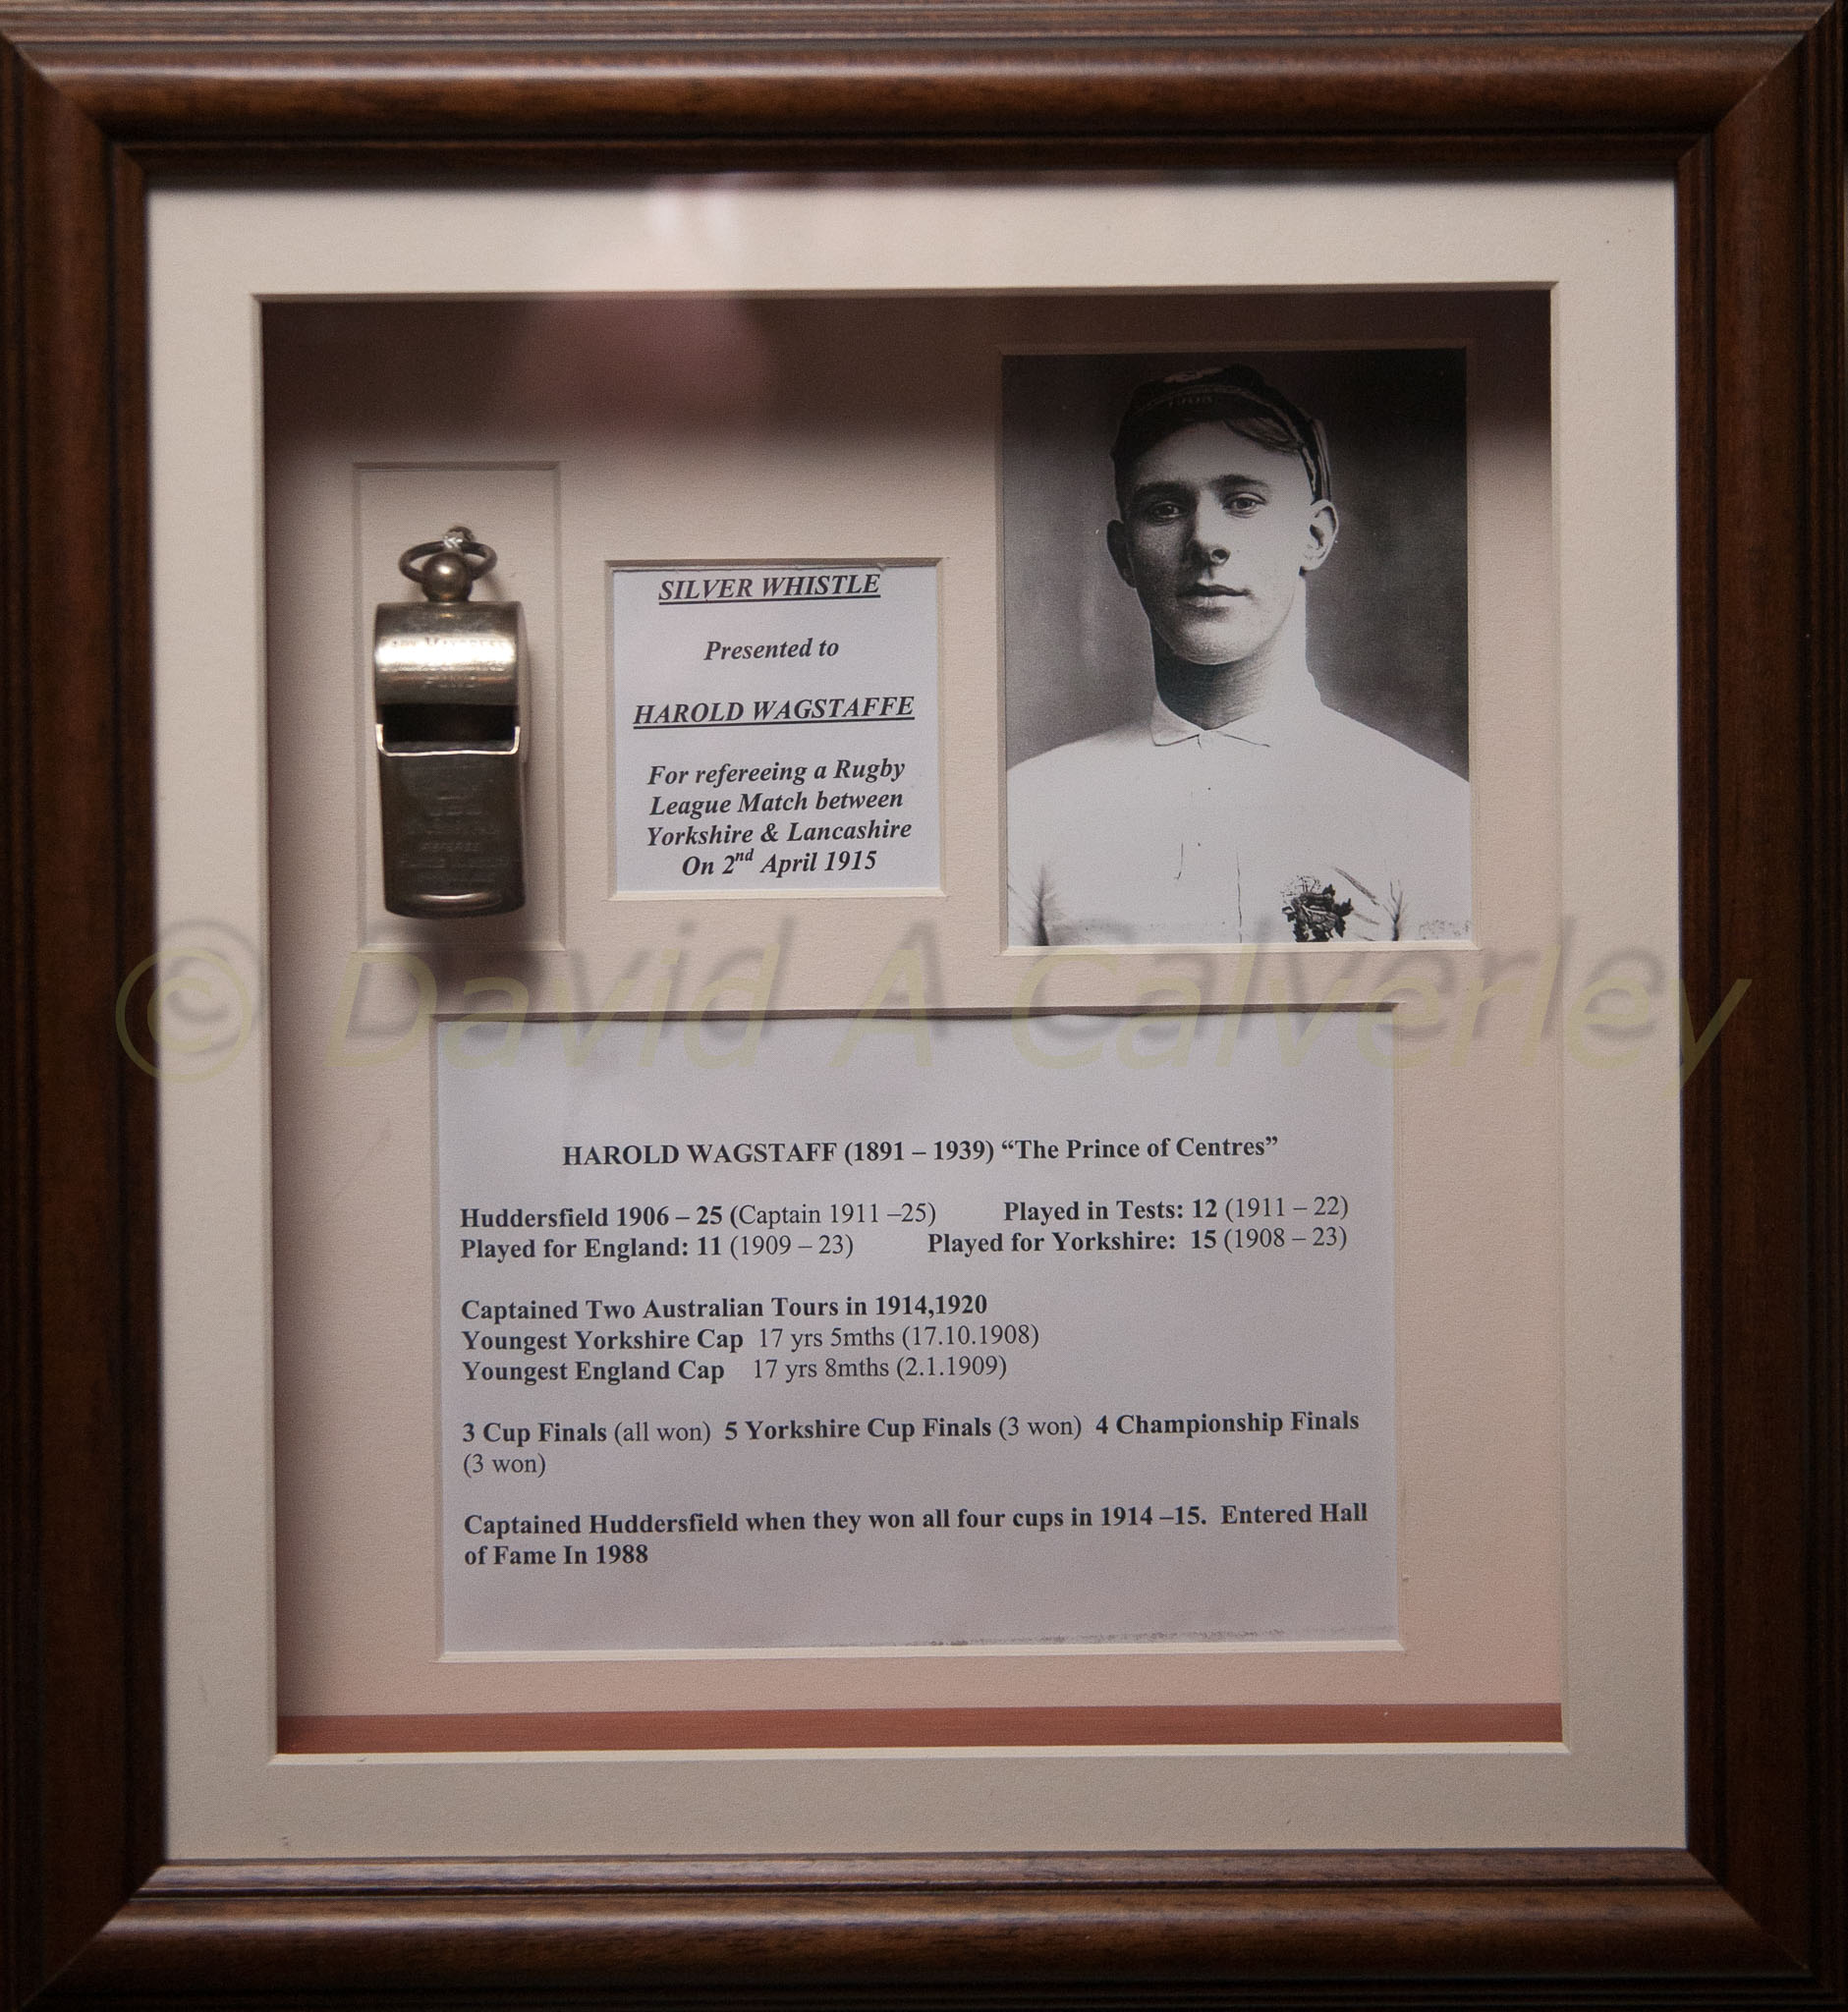 SILVER WHISTLE
Presented to
HAROLD WAGSTAFFE
For refereeing a Rugby
League Match between
Yorkshire & Lancashire
On 2nd April 1915
© David A Calverley
HAROLD WAGSTAFF (1891 – 1939) “The Prince of Centres”
Huddersfield 1906 – 25 (Captain 1911 –25) Played in Tests: 12 (1911 – 22)
Played for England: 11 (1909 – 23) Played for Yorkshire: 15 (1908 – 23)
Captained Two Australian Tours in 1914,1920
Youngest Yorkshire Cap 17 yrs 5mths (17.10.1908)
Youngest England Cap 17 yrs 8mths (2.1.1909)
3 Cup Finals (all won) 5 Yorkshire Cup Finals (3 won) 4 Championship Finals
(3 won)
Captained Huddersfield when they won all four cups in 1914 –15. Entered Hall
of Fame In 1988